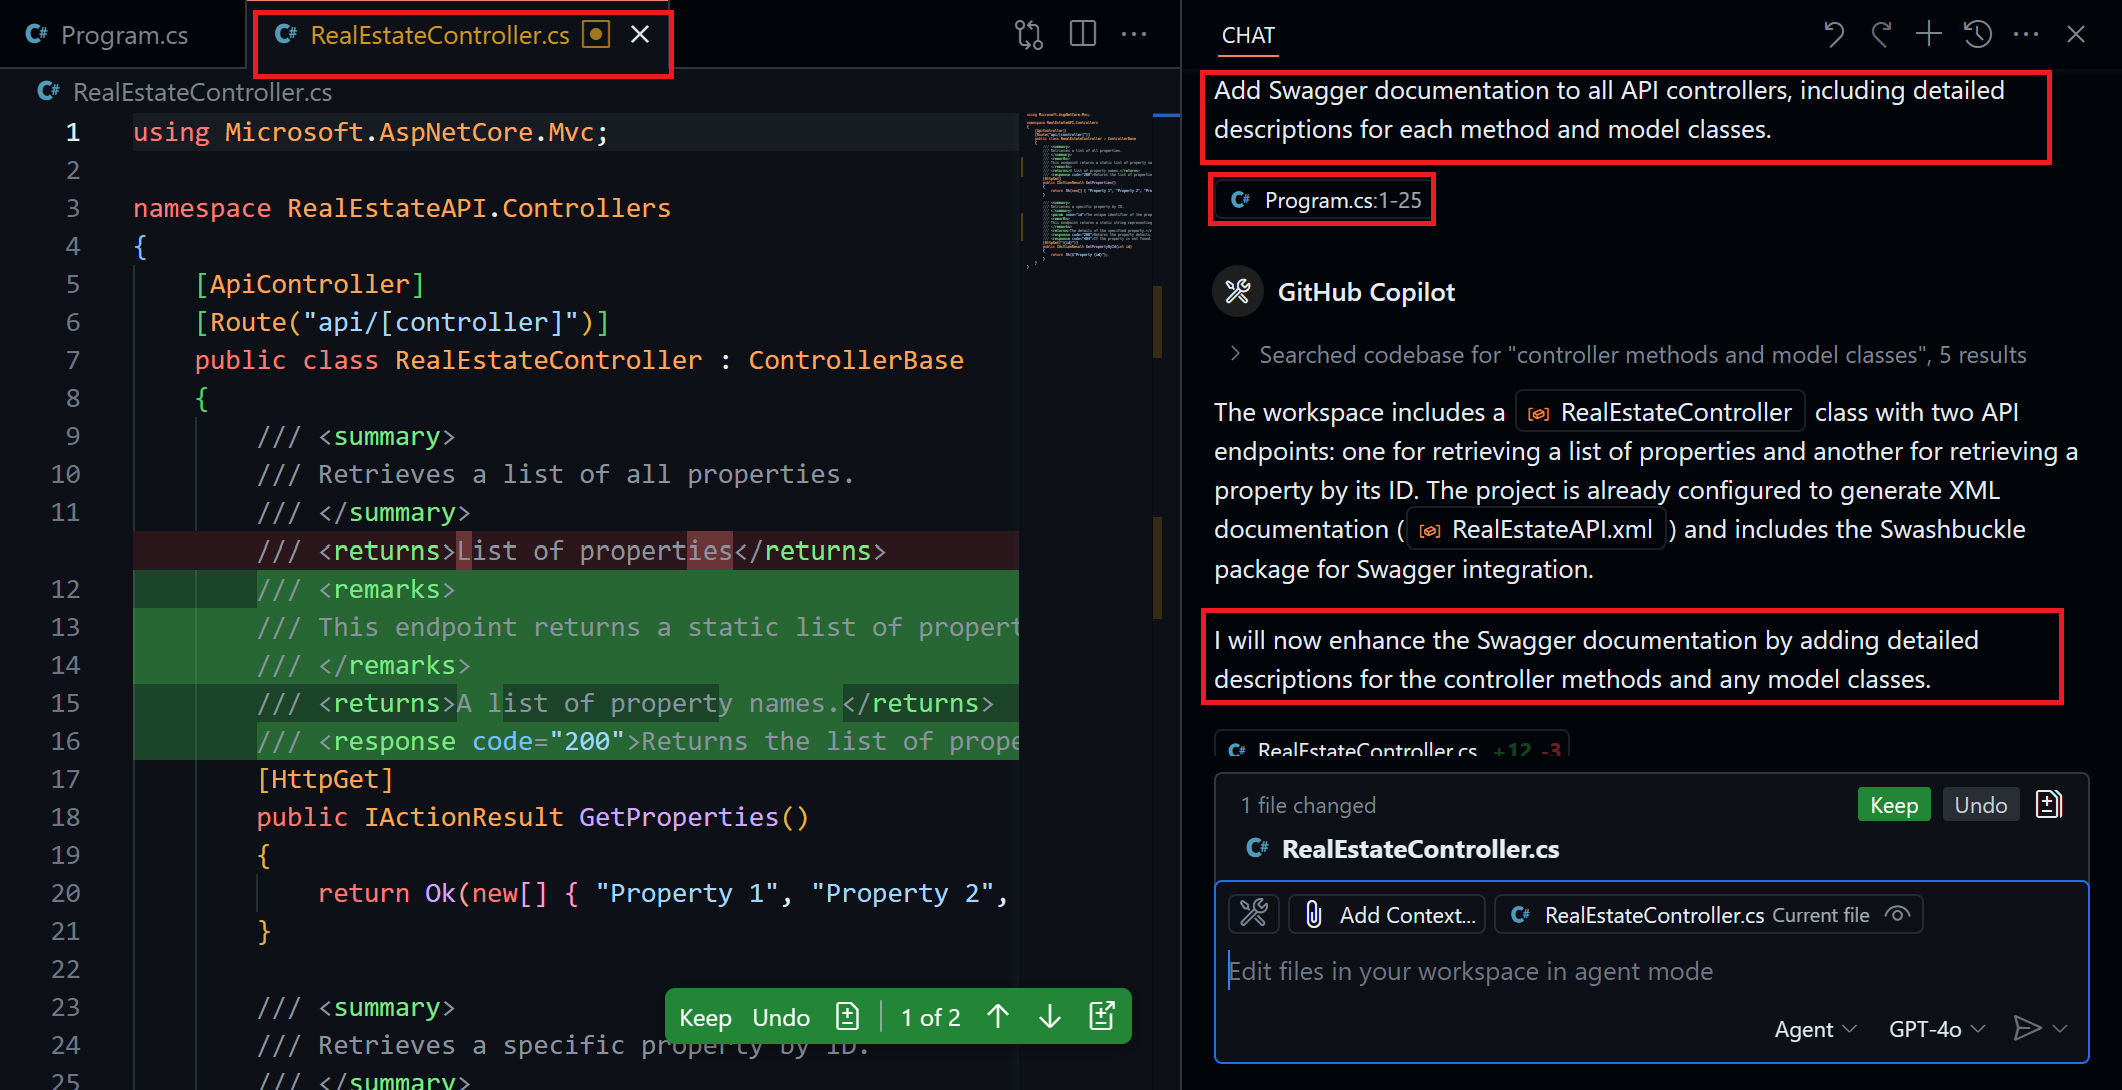 Program.cs
RealEstateController.cs
RealEstateController.cs
1 using Microsoft.AspNetCore.Mvc;
2
3 namespace RealEstateAPI.Controllers
4 {
5 [ApiController]
6 [Route("api/[controller]")]
7 public class RealEstateController : ControllerBase
8 {
9 /// <summary>
10 /// Retrieves a list of all properties.
11 /// </summary>
/// <returns>List of properties</returns>
12 /// <remarks>
13 /// This endpoint returns a static list of propert
14 /// </remarks>
15 /// <returns>A list of property names.</returns>
16 /// <response code="200">Returns the list of prope
17 [HttpGet]
18 public IActionResult GetProperties()
19 {
20 return Ok(new[] { "Property 1", "Property 2",
21 }
22
23 /// <summary>
24 /// Retrieves a specific property by ID.
25 /// </summary>
Keep Undo 1 of 2
CHAT
Add Swagger documentation to all API controllers, including detailed
descriptions for each method and model classes.
Program.cs:1-25
GitHub Copilot
Searched codebase for "controller methods and model classes", 5 results
The workspace includes a RealEstateController class with two API
endpoints: one for retrieving a list of properties and another for retrieving a
property by its ID. The project is already configured to generate XML
documentation ( RealEstateAPI.xml ) and includes the Swashbuckle
package for Swagger integration.
I will now enhance the Swagger documentation by adding detailed
descriptions for the controller methods and any model classes.
RealEstateController.cs +12 -3
1 file changed Keep Undo
RealEstateController.cs
Add Context... RealEstateController.cs Current file
Edit files in your workspace in agent mode
Agent GPT-4o